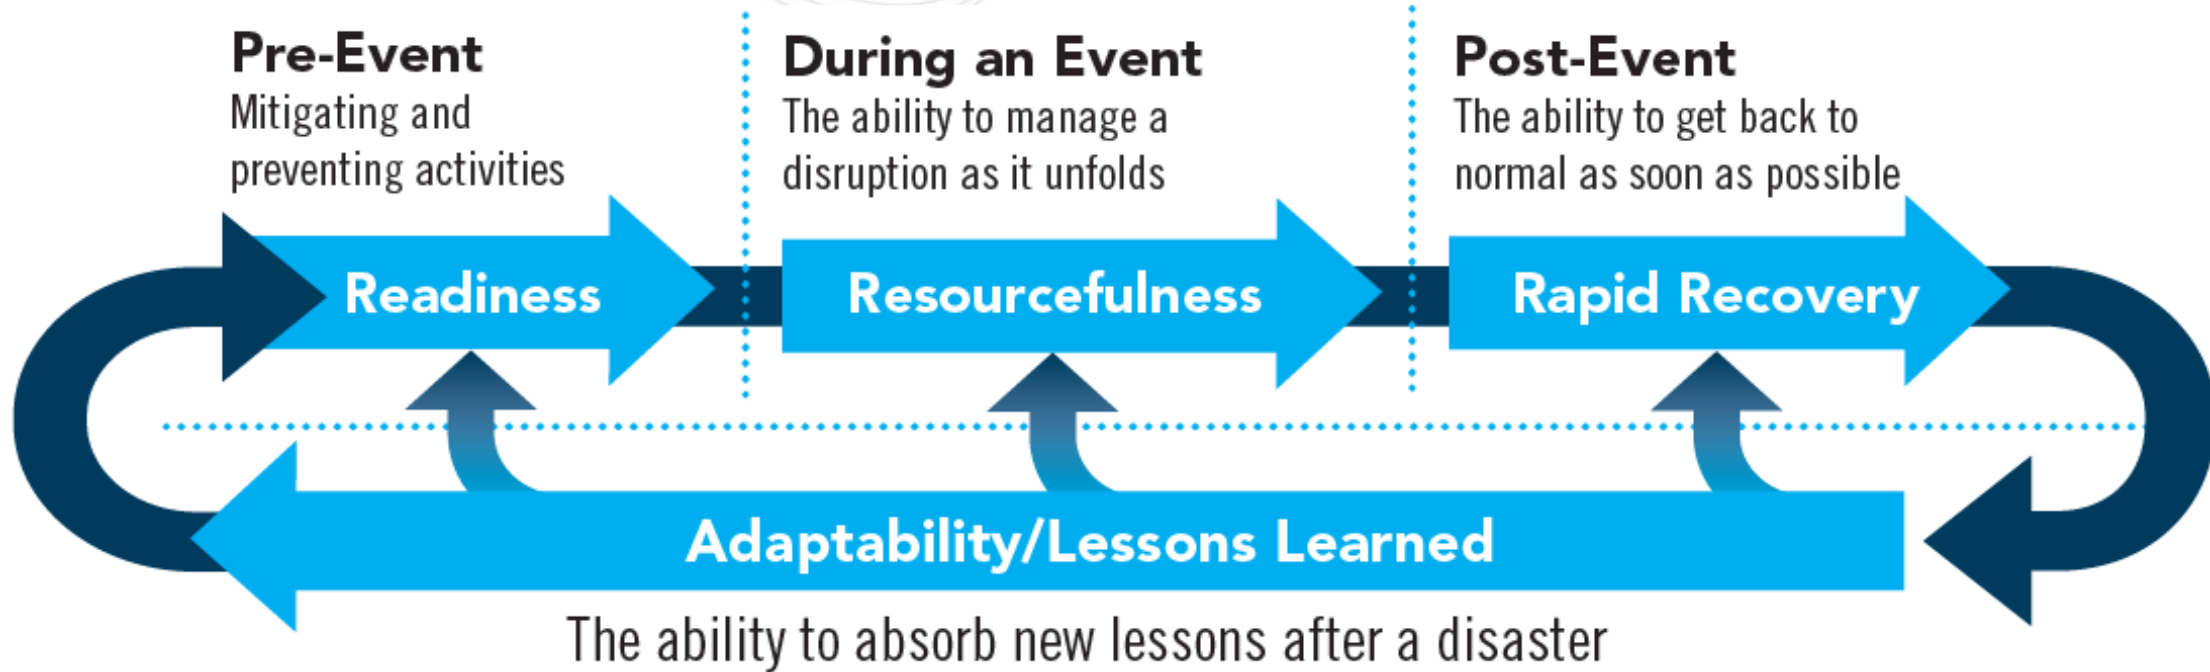 Pre-Event
Mitigating and
preventing activities
During an Event
The ability to manage a
disruption as it unfolds
Post-Event
The ability to get back to
normal as soon as possible
Readiness
Resourcefulness
Rapid Recovery
Adaptability/Lessons Learned
The ability to absorb new lessons after a disaster